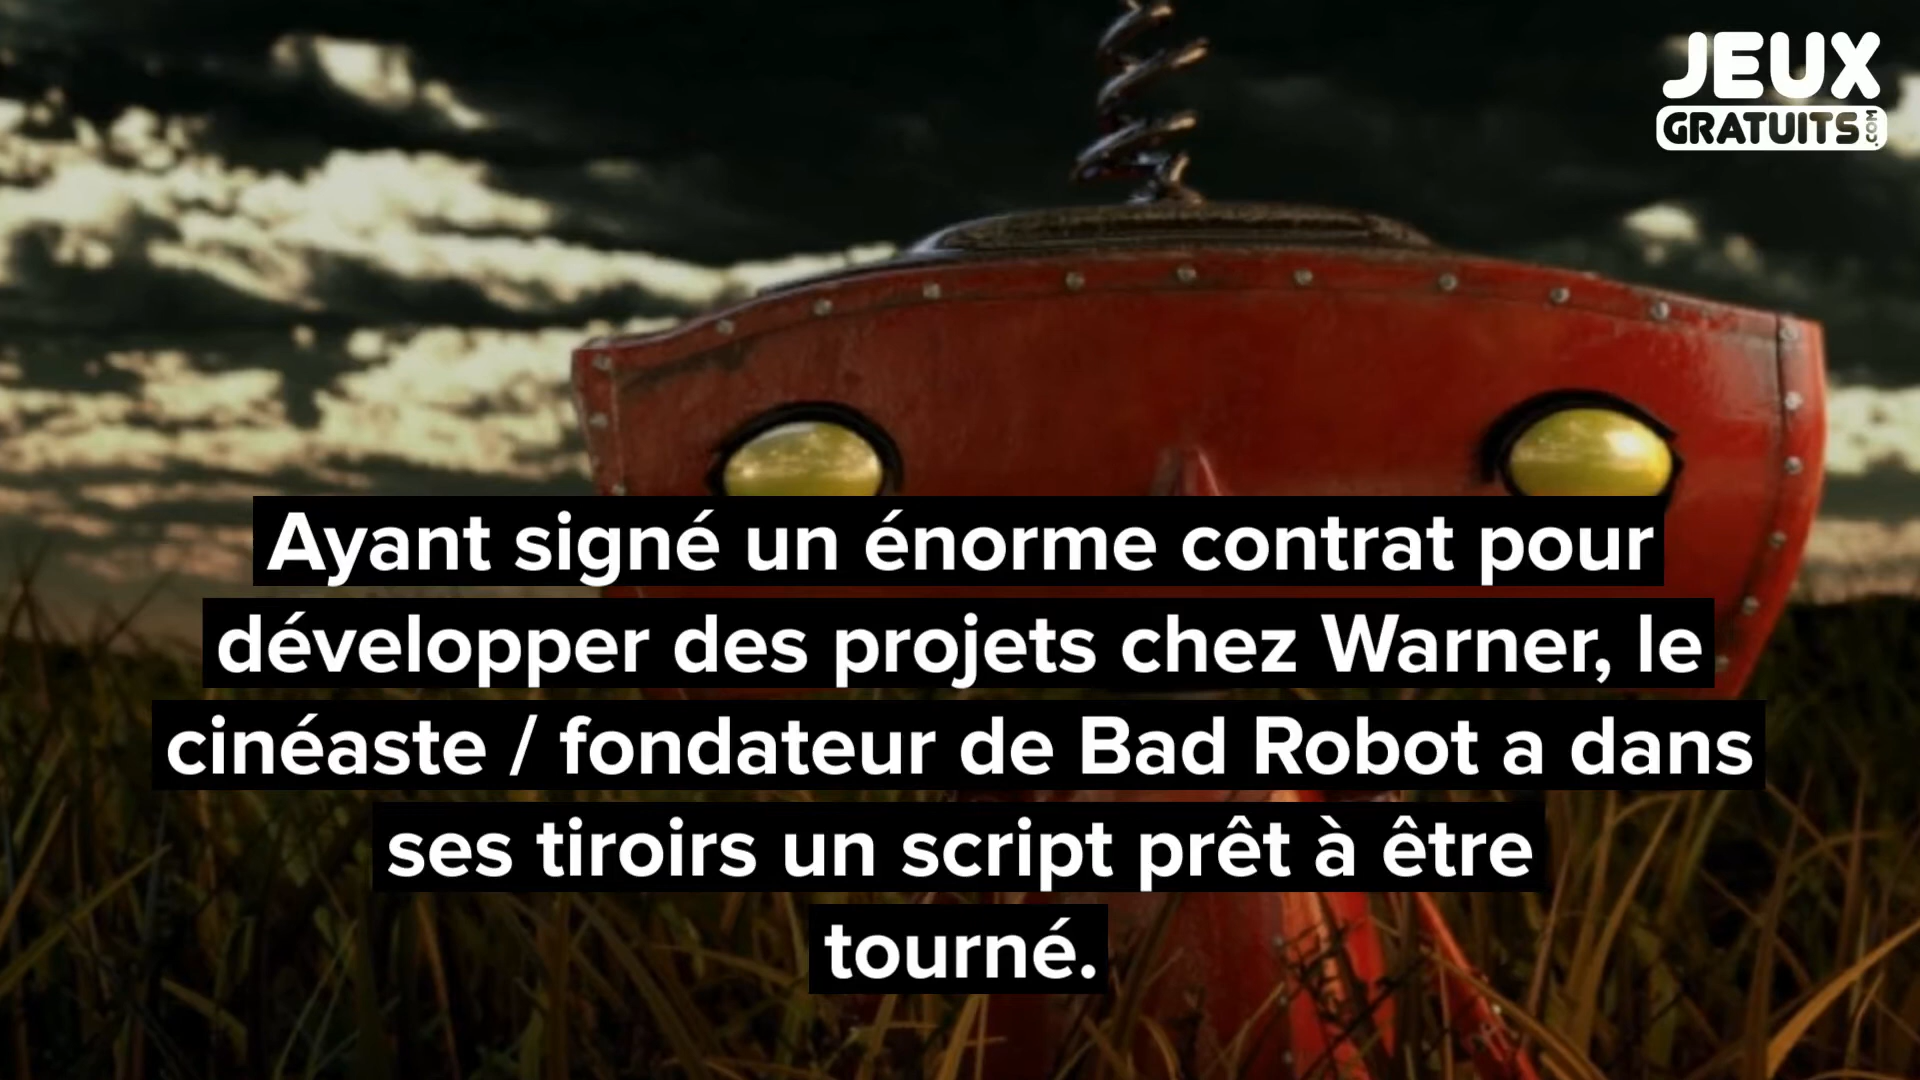 JEUX
GRATUITS.COM
Ayant signé un énorme contrat pour
développer des projets chez Warner, le
cinéaste / fondateur de Bad Robot a dans
ses tiroirs un script prêt à être
tourné.